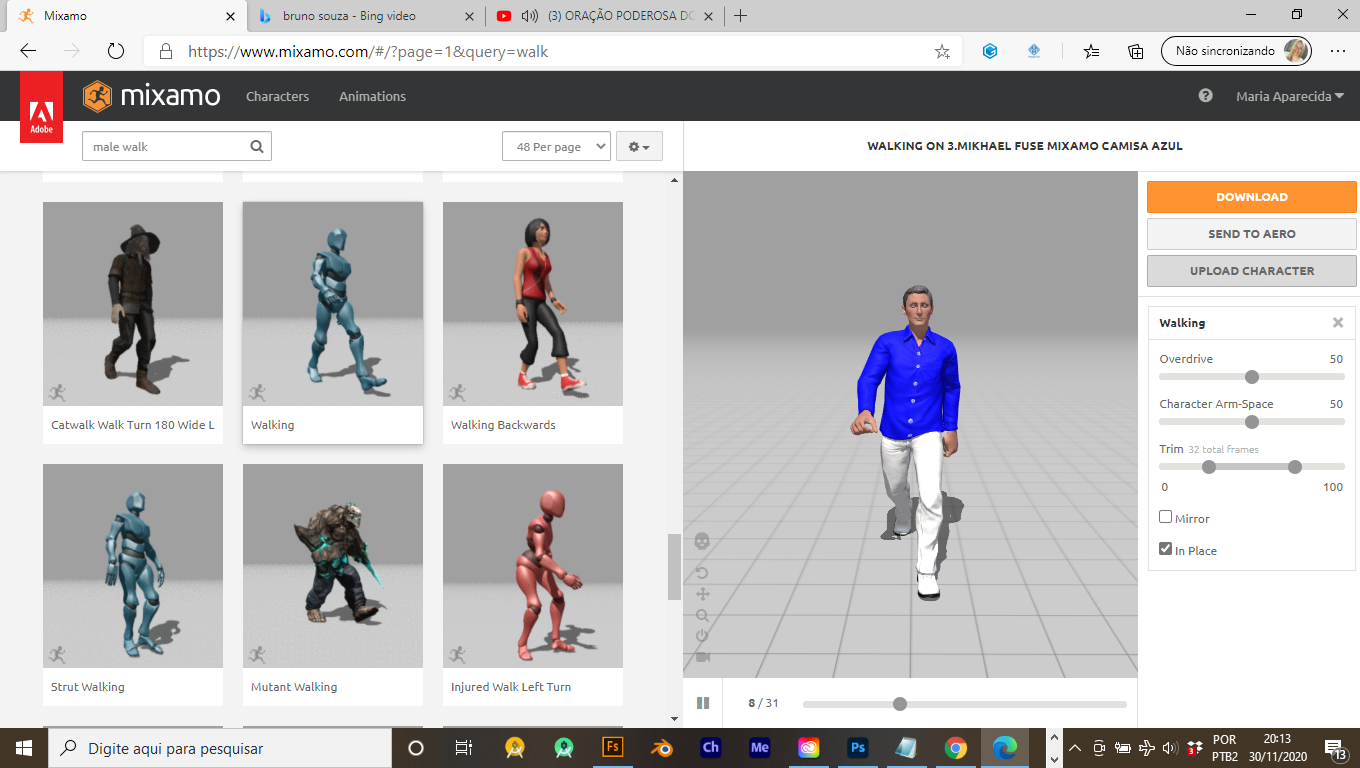 Mixamo
bruno souza - Bing video
(3) ORAÇÃO PODEROSA DO
https://www.mixamo.com/#/?page=1&query=walk
Não sincronizando
Adobe
mixamo
Characters
Animations
Maria Aparecida
male walk
48 Per page
WALKING ON 3.MIKHAEL FUSE MIXAMO CAMISA AZUL
Catwalk Walk Turn 180 Wide L
Walking
Walking Backwards
Strut Walking
Mutant Walking
Injured Walk Left Turn
DOWNLOAD
SEND TO AERO
UPLOAD CHARACTER
Walking
Overdrive 50
Character Arm-Space 50
Trim 32 total frames
0 100
Mirror
In Place
8 / 31
Digite aqui para pesquisar
Fs
Ch
Me
Ps
3
POR
PTB2
20:13
30/11/2020
13